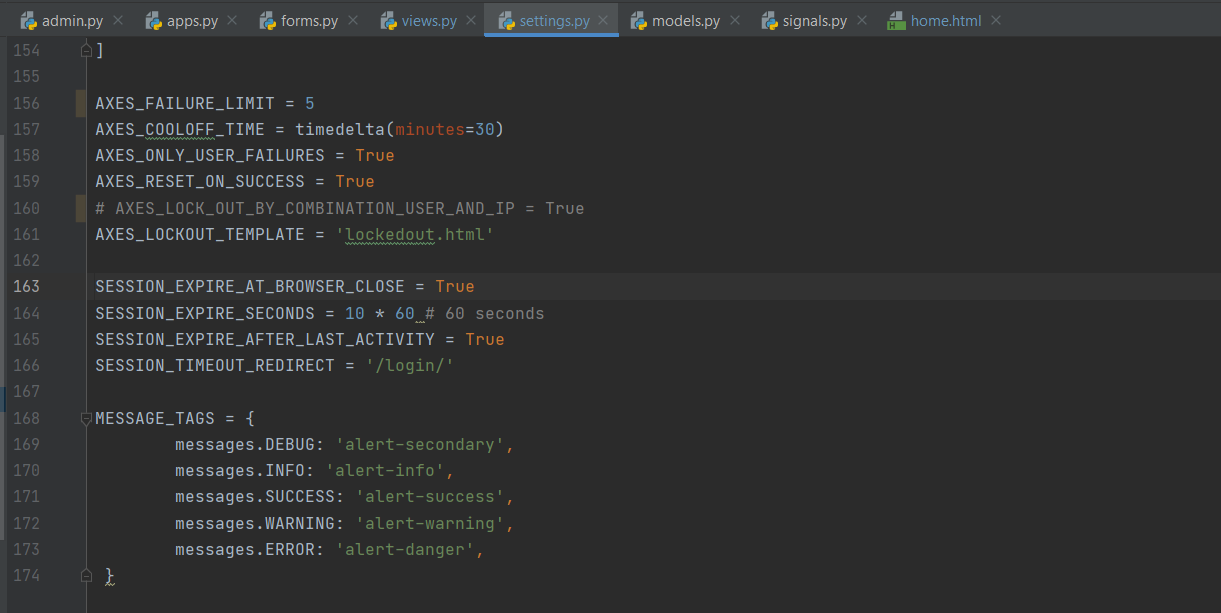 admin.py apps.py forms.py views.py settings.py models.py signals.py home.html
154 ]
155
156 AXES_FAILURE_LIMIT = 5
157 AXES_COOLOFF_TIME = timedelta(minutes=30)
158 AXES_ONLY_USER_FAILURES = True
159 AXES_RESET_ON_SUCCESS = True
160 # AXES_LOCK_OUT_BY_COMBINATION_USER_AND_IP = True
161 AXES_LOCKOUT_TEMPLATE = 'lockedout.html'
162
163 SESSION_EXPIRE_AT_BROWSER_CLOSE = True
164 SESSION_EXPIRE_SECONDS = 10 * 60 # 60 seconds
165 SESSION_EXPIRE_AFTER_LAST_ACTIVITY = True
166 SESSION_TIMEOUT_REDIRECT = '/login/'
167
168 MESSAGE_TAGS = {
169 messages.DEBUG: 'alert-secondary',
170 messages.INFO: 'alert-info',
171 messages.SUCCESS: 'alert-success',
172 messages.WARNING: 'alert-warning',
173 messages.ERROR: 'alert-danger',
174 }